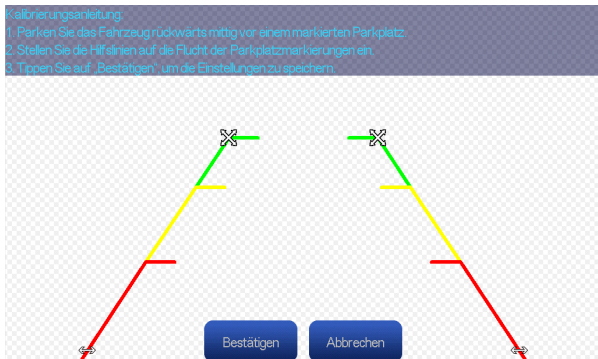 Kalibrierungsanleitung:
1. Parken Sie das Fahrzeug rückwärts mittig vor einem markierten Parkplatz.
2. Stellen Sie die Hilfslinien auf die Flucht der Parkplatzmarkierungen ein.
3. Tippen Sie auf „Bestätigen“, um die Einstellungen zu speichern.
Bestätigen Abbrechen